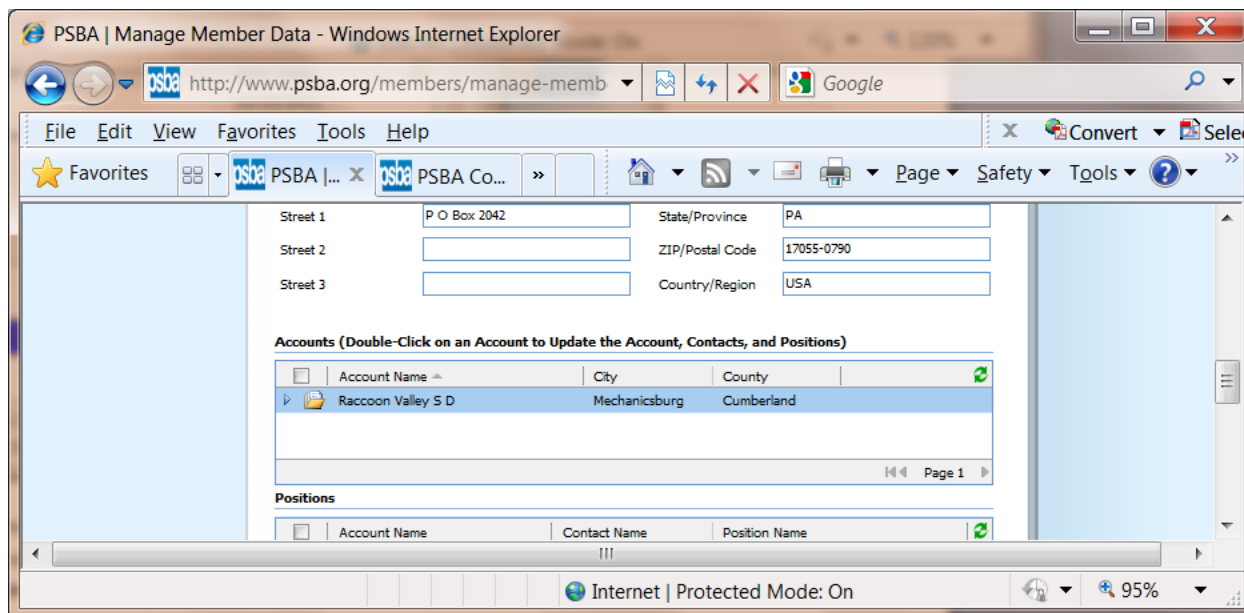 PSBA | Manage Member Data - Windows Internet Explorer
psba http://www.psba.org/members/manage-memb Google
File Edit View Favorites Tools Help X Convert Sele
Favorites psba PSBA |... X psba PSBA Co... » Page Safety Tools »
Street 1 P O Box 2042 State/Province PA
Street 2 ZIP/Postal Code 17055-0790
Street 3 Country/Region USA
Accounts (Double-Click on an Account to Update the Account, Contacts, and Positions)
Account Name City County
Raccoon Valley S D Mechanicsburg Cumberland
Page 1
Positions
Account Name Contact Name Position Name
Internet | Protected Mode: On 95%